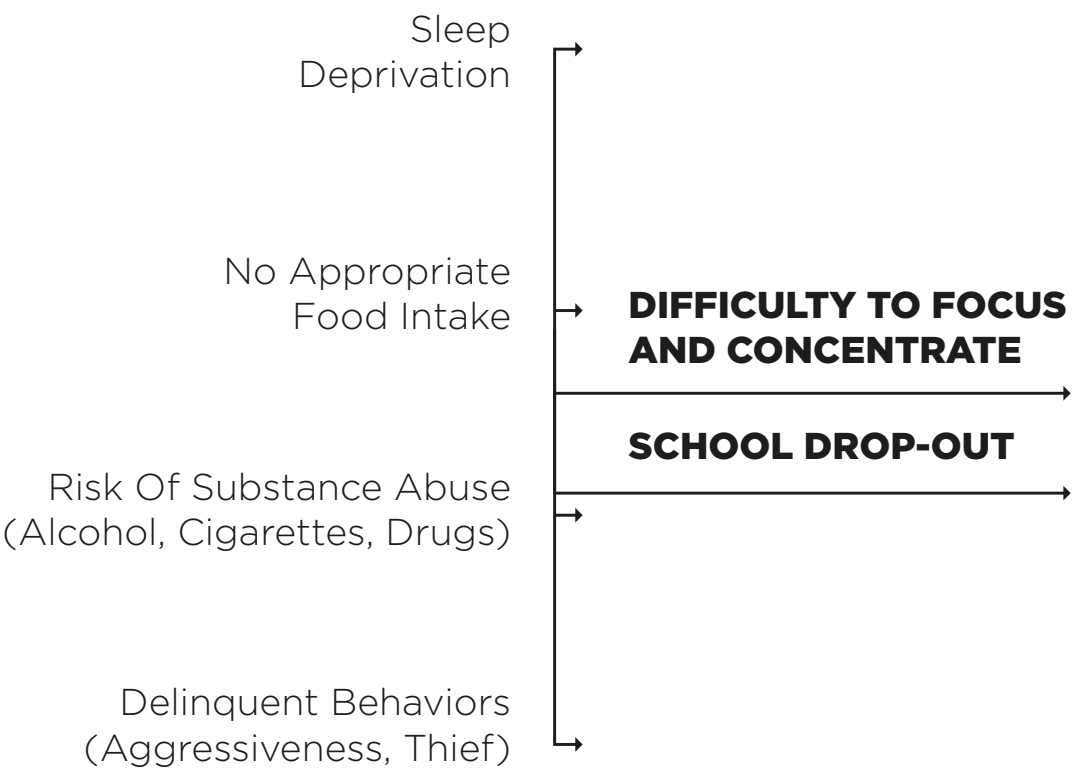 Sleep
Deprivation
No Appropriate
Food Intake
DIFFICULTY TO FOCUS
AND CONCENTRATE
SCHOOL DROP-OUT
Risk Of Substance Abuse
(Alcohol, Cigarettes, Drugs)
Delinquent Behaviors
(Aggressiveness, Thief)